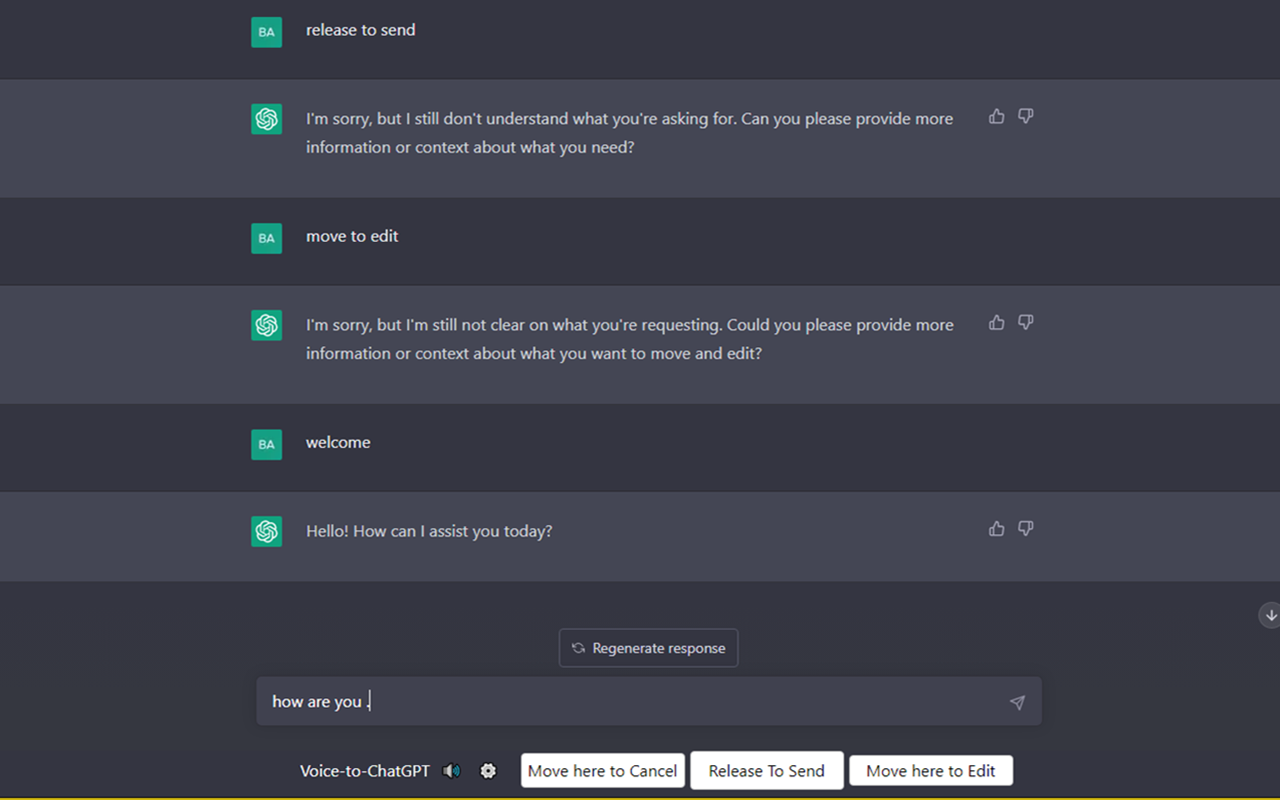 BA release to send
I'm sorry, but I still don't understand what you're asking for. Can you please provide more
information or context about what you need?
BA move to edit
I'm sorry, but I'm still not clear on what you're requesting. Could you please provide more
information or context about what you want to move and edit?
BA welcome
Hello! How can I assist you today?
Regenerate response
how are you .
Voice-to-ChatGPT Move here to Cancel Release To Send Move here to Edit